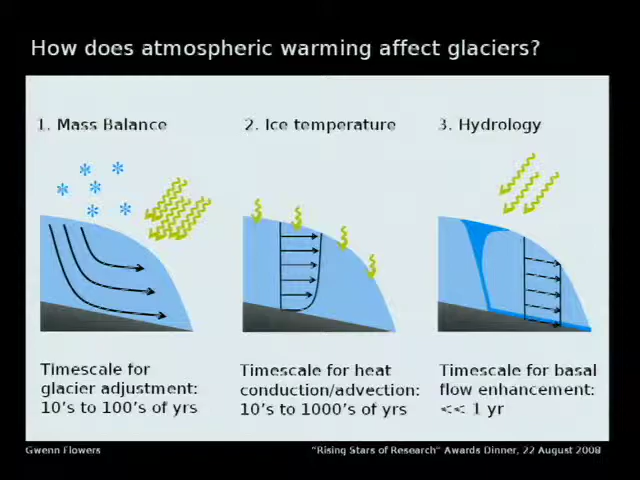 How does atmospheric warming affect glaciers?
1. Mass Balance
2. Ice temperature
3. Hydrology
Timescale for
glacier adjustment:
10's to 100's of yrs
Timescale for heat
conduction/advection:
10's to 1000's of yrs
Timescale for basal
flow enhancement:
<< 1 yr
Gwenn Flowers
"Rising Stars of Research" Awards Dinner, 22 August 2008